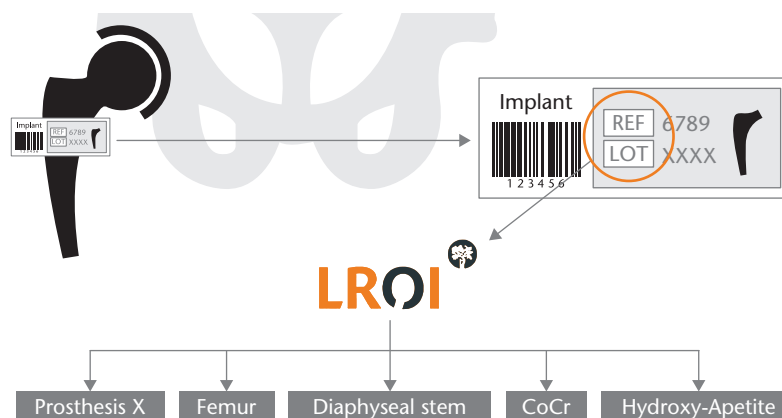 Implant
REF 6789
LOT XXXX
123456
Implant
REF 6789
LOT XXXX
123456
LROI
Prosthesis X
Femur
Diaphyseal stem
CoCr
Hydroxy-Apetite